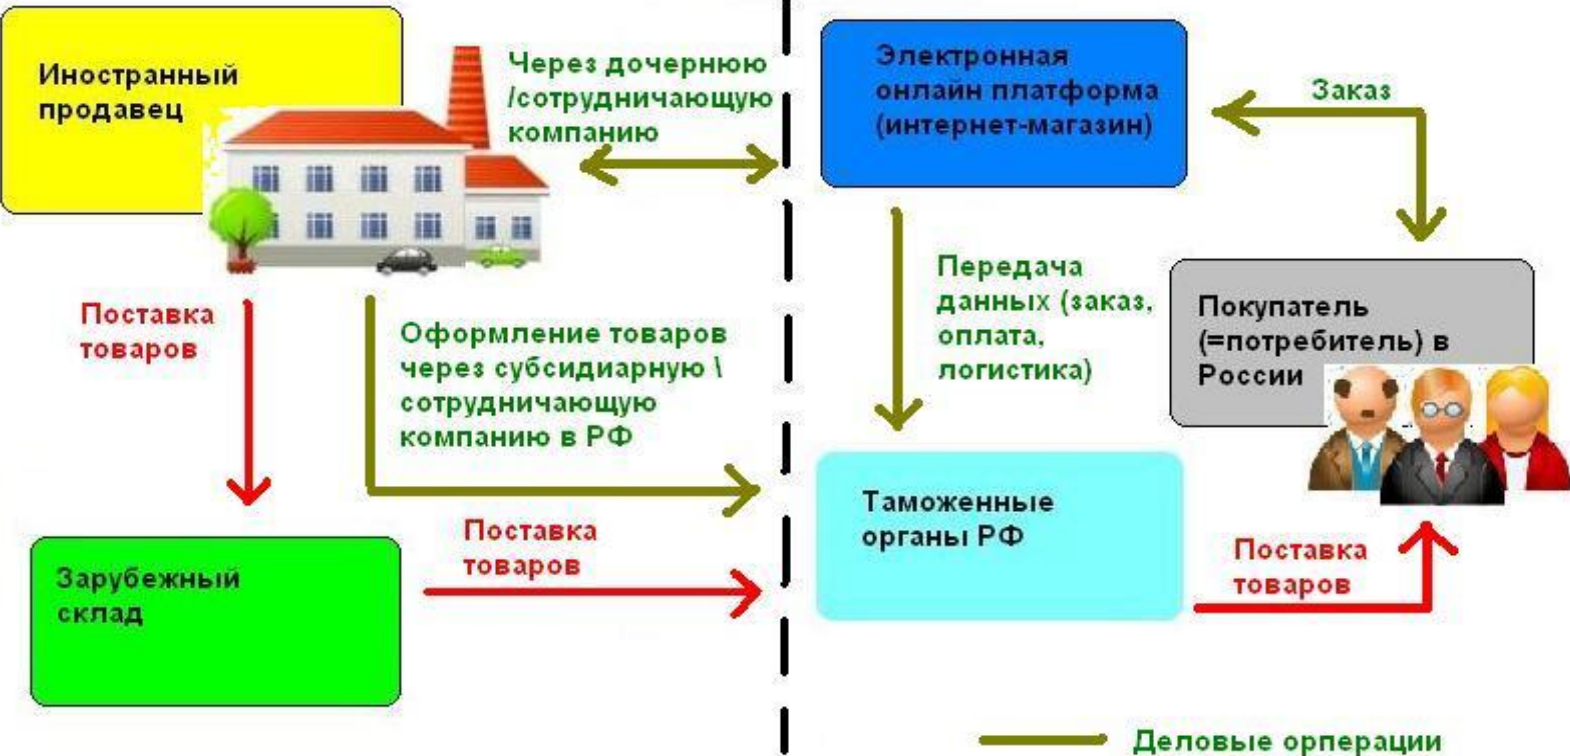 Иностранный
продавец
Через дочернюю
/сотрудничающую
компанию
Электронная
онлайн платформа
(интернет-магазин)
Заказ
Поставка
товаров
Оформление товаров
через субсидиарную \
сотрудничающую
компанию в РФ
Передача
данных (заказ,
оплата,
логистика)
Покупатель
(=потребитель) в
России
Зарубежный
склад
Поставка
товаров
Таможенные
органы РФ
Поставка
товаров
Деловые орперации